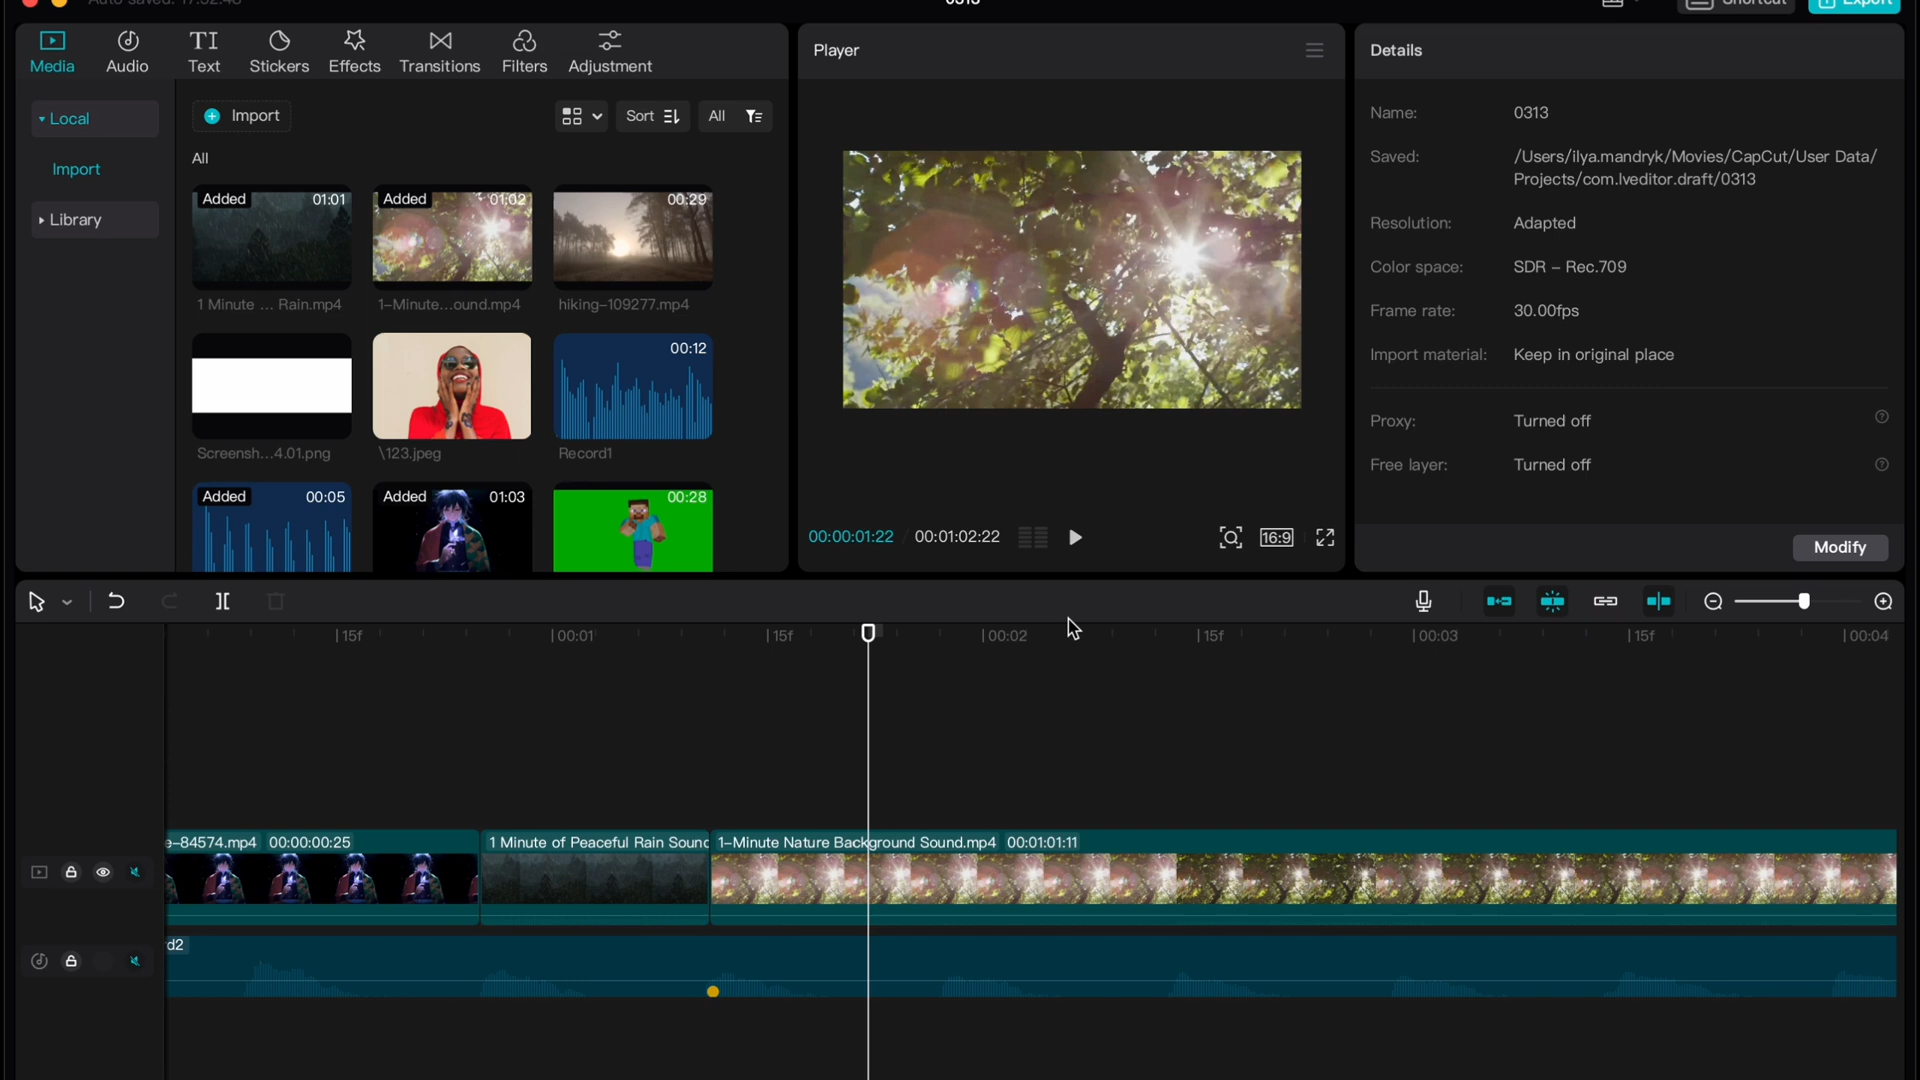 Auto saved: 17:52:48
0313
Shortcut
Export
Media
Audio
TI
Text
Stickers
Effects
Transitions
Filters
Adjustment
Local
Import
Library
Import
Sort
All
All
Added 01:01
1 Minute ... Rain.mp4
Added 01:02
1-Minute...ound.mp4
00:29
hiking-109277.mp4
Screensh...4.01.png
\123.jpeg
00:12
Record1
Added 00:05
Added 01:03
00:28
Player
00:00:01:22 / 00:01:02:22
16:9
Details
Name: 0313
Saved: /Users/ilya.mandryk/Movies/CapCut/User Data/
Projects/com.lveditor.draft/0313
Resolution: Adapted
Color space: SDR – Rec.709
Frame rate: 30.00fps
Import material: Keep in original place
Proxy: Turned off
Free layer: Turned off
Modify
15f 00:01 15f 00:02 15f 00:03 15f 00:04
e-84574.mp4 00:00:00:25
1 Minute of Peaceful Rain Sound
1-Minute Nature Background Sound.mp4 00:01:01:11
rd2